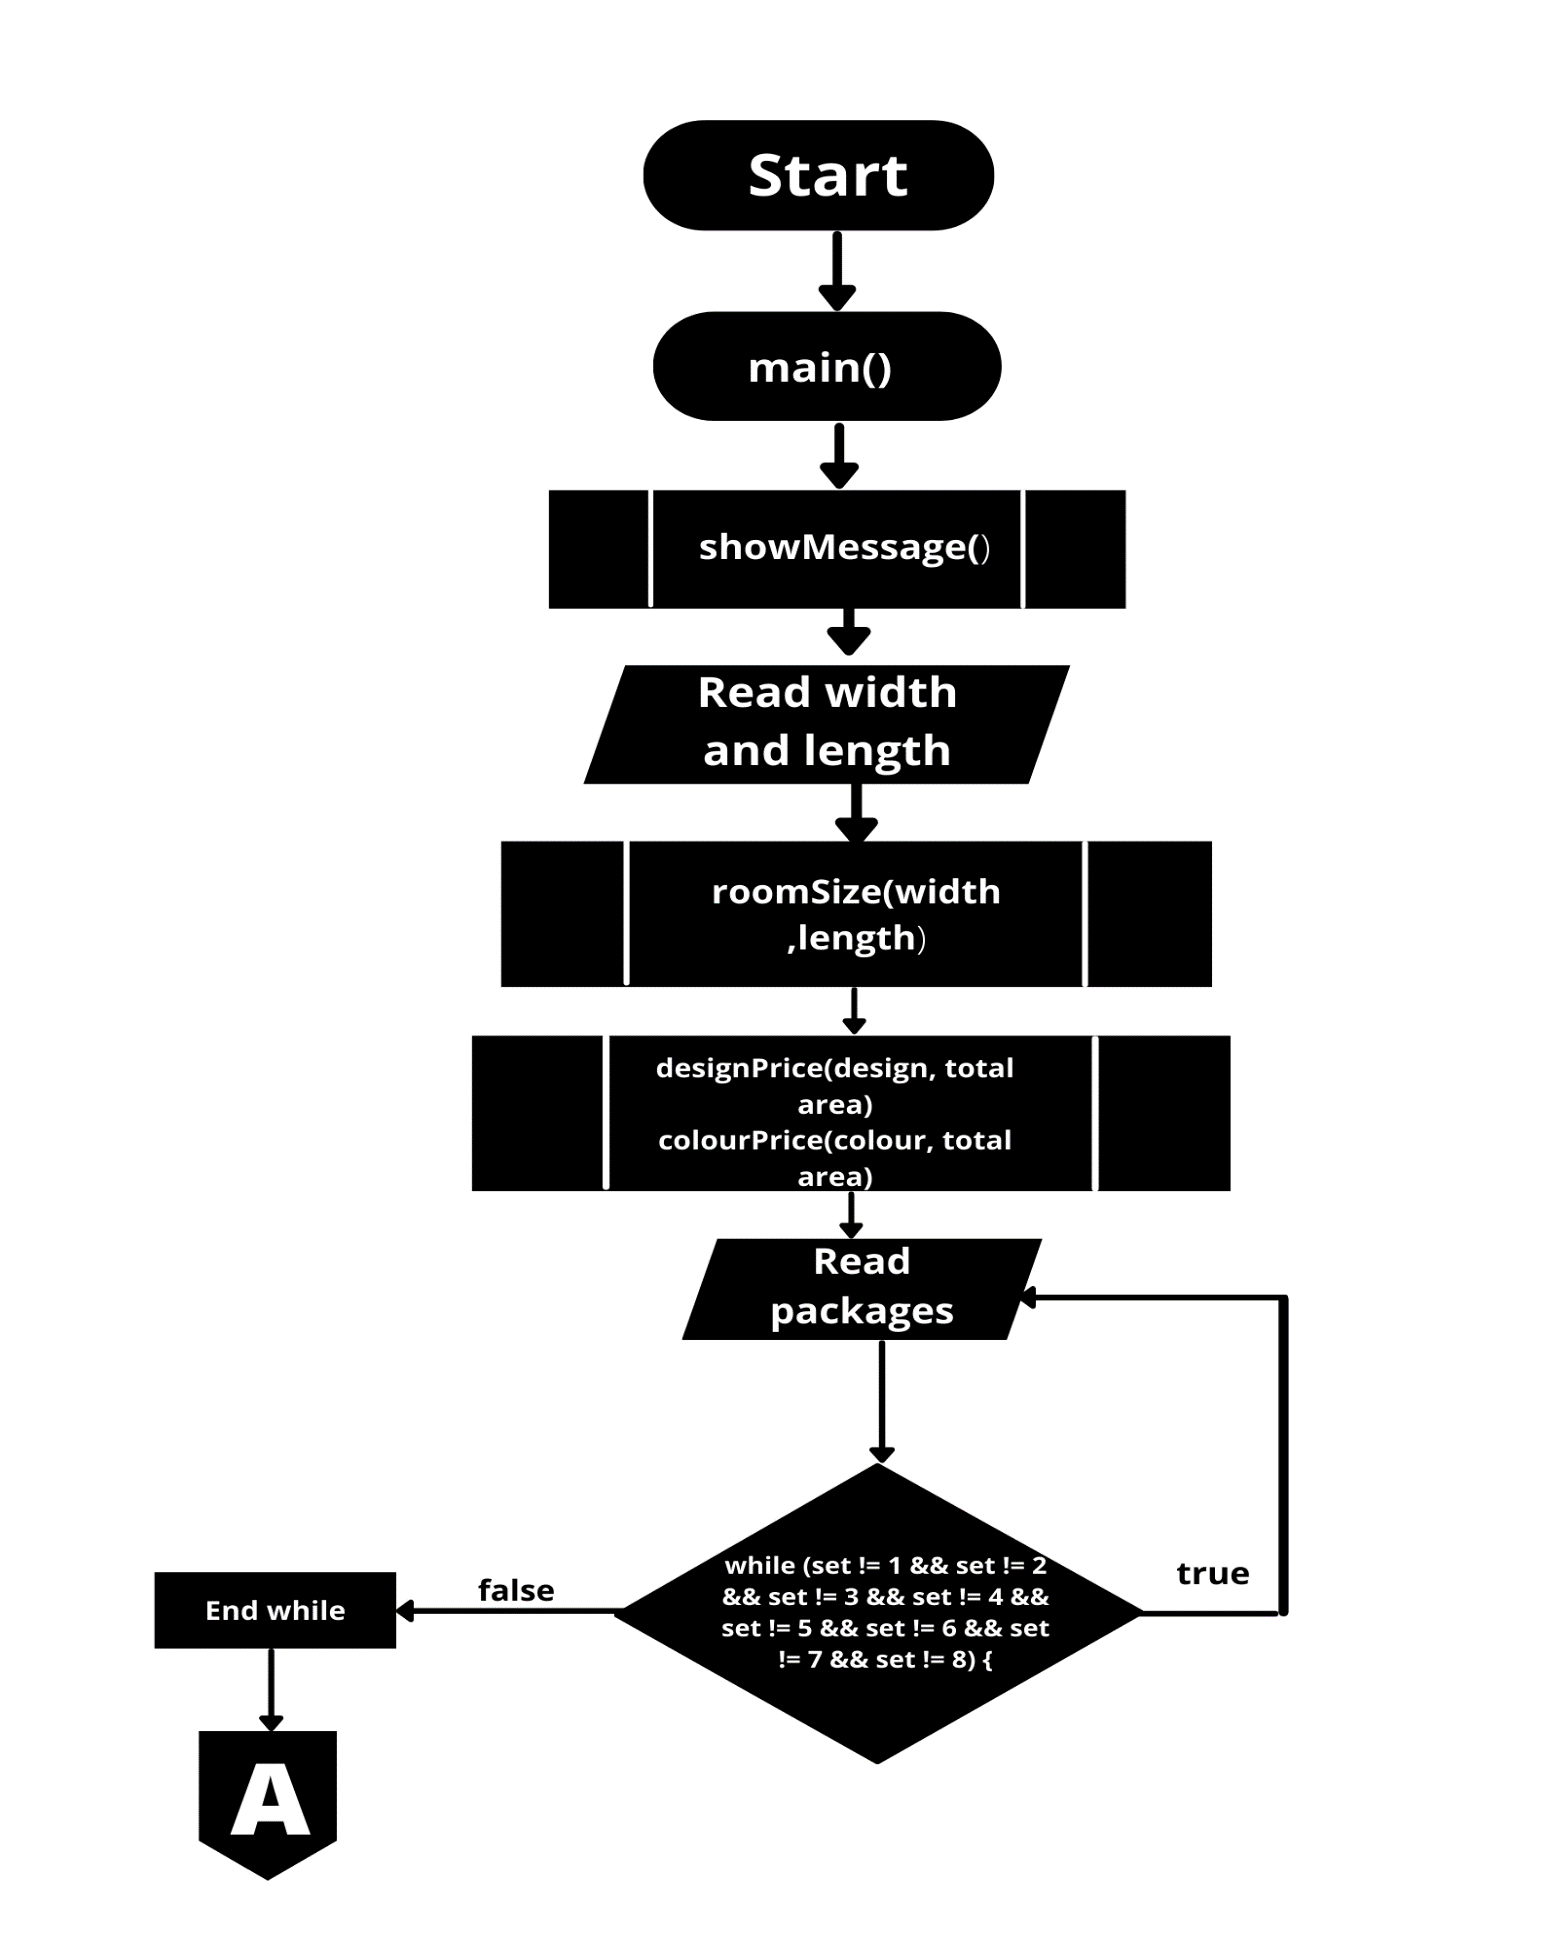 Start
main()
showMessage()
Read width
and length
roomSize(width
,length)
designPrice(design, total
area)
colourPrice(colour, total
area)
Read
packages
while (set != 1 && set != 2
&& set != 3 && set != 4 &&
set != 5 && set != 6 && set
!= 7 && set != 8) {
true
false
End while
A